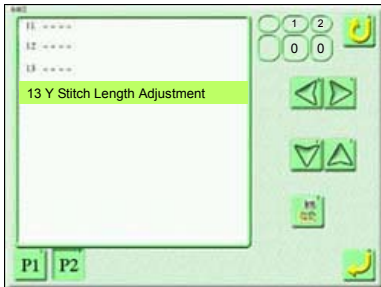 11 ----
12 ----
13 ----
13 Y Stitch Length Adjustment
1 2
0 0
P1 P2